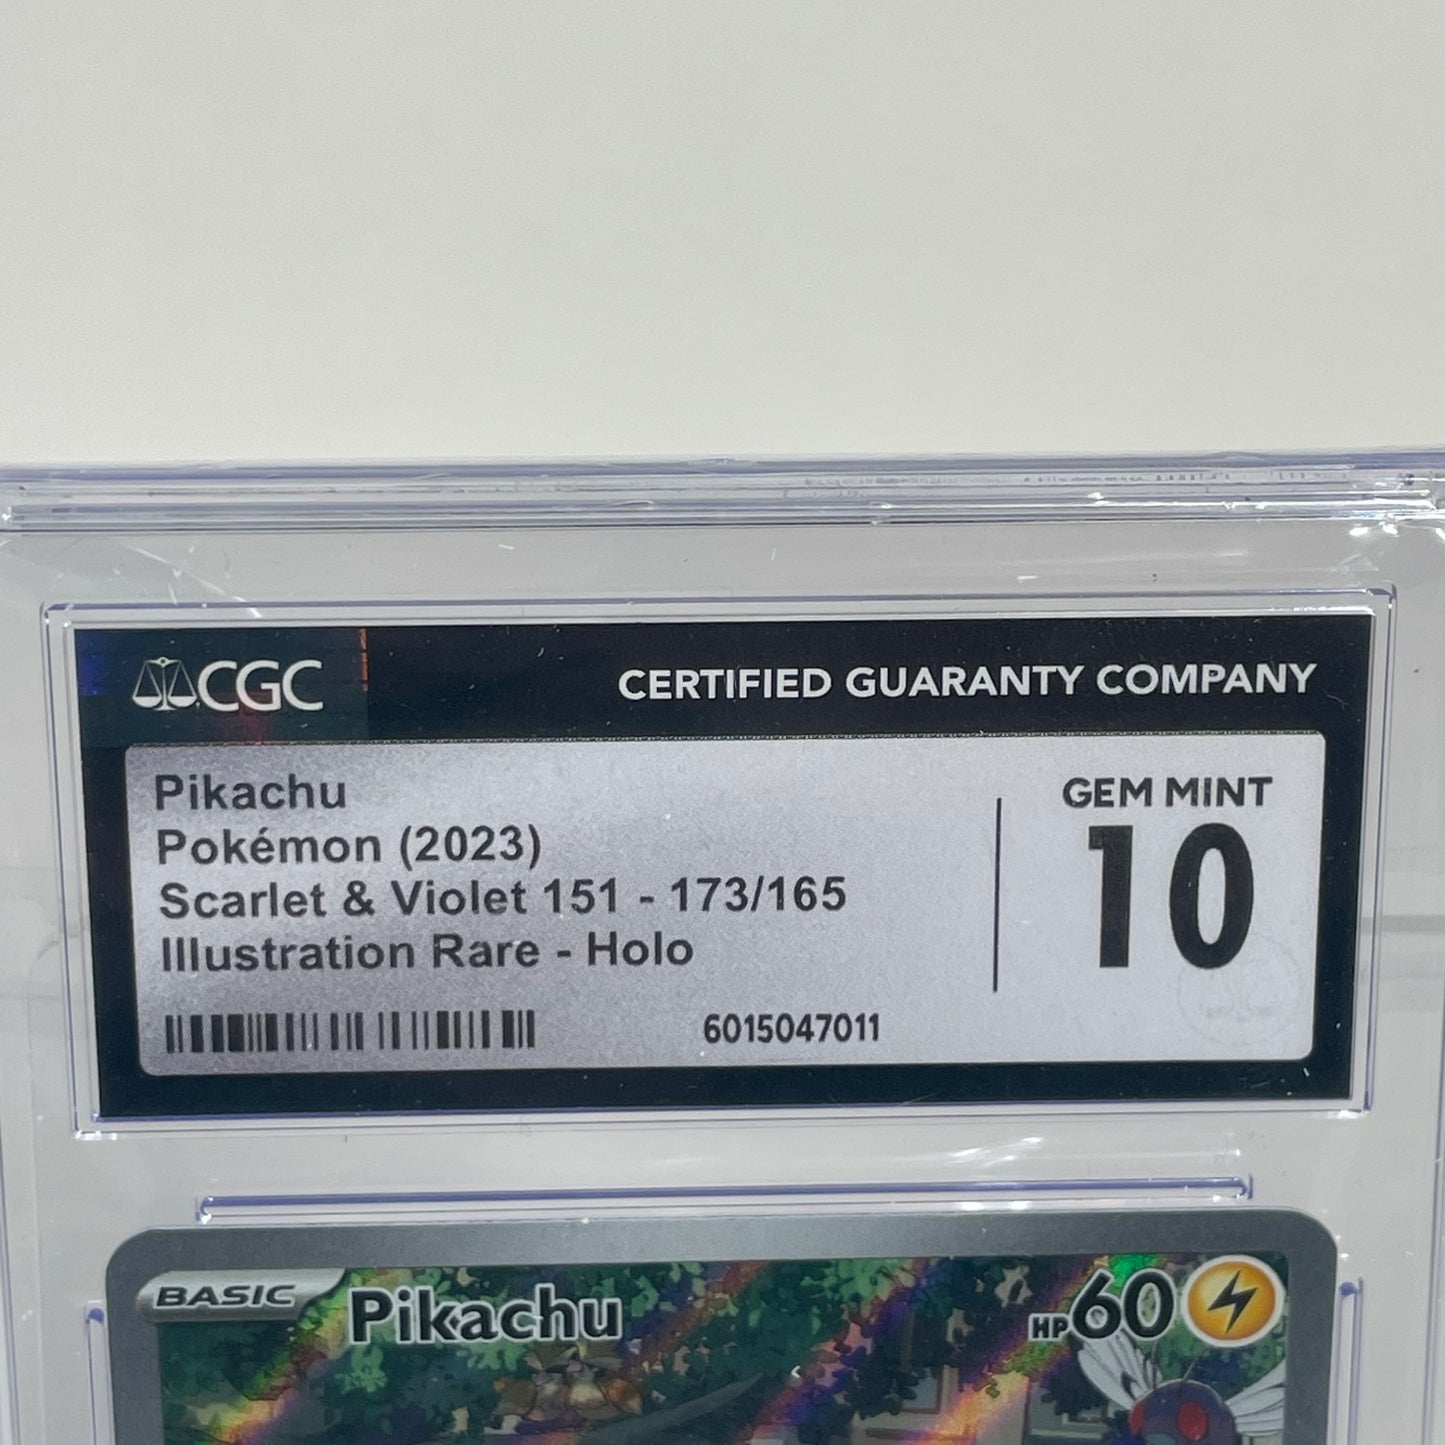 CGC
CERTIFIED GUARANTY COMPANY
Pikachu
Pokémon (2023)
Scarlet & Violet 151 - 173/165
Illustration Rare - Holo
6015047011
GEM MINT
10
BASIC
Pikachu
HP60